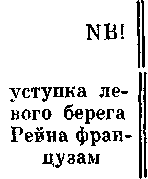 NB!
уступка ле-
вого берега
Рейна фран-
цузам